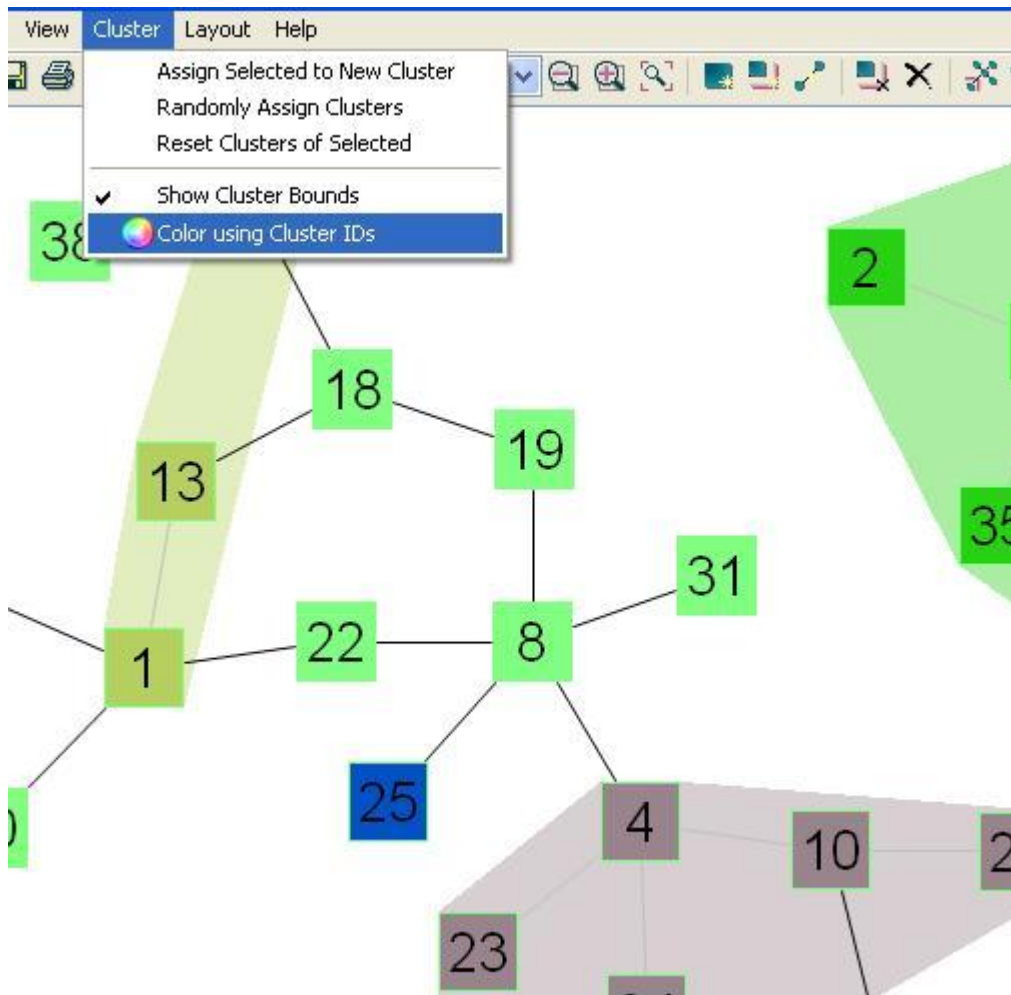 View Cluster Layout Help
Assign Selected to New Cluster
Randomly Assign Clusters
Reset Clusters of Selected
Show Cluster Bounds
Color using Cluster IDs
38
2
18
19
13
35
31
22
8
1
25
4
10
2
23